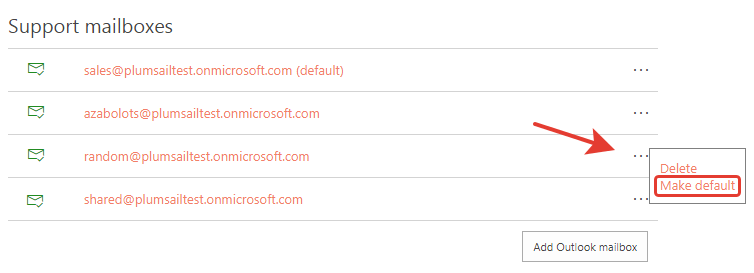 Support mailboxes
sales@plumsailtest.onmicrosoft.com (default)
azabolots@plumsailtest.onmicrosoft.com
random@plumsailtest.onmicrosoft.com
Delete
Make default
shared@plumsailtest.onmicrosoft.com
Add Outlook mailbox